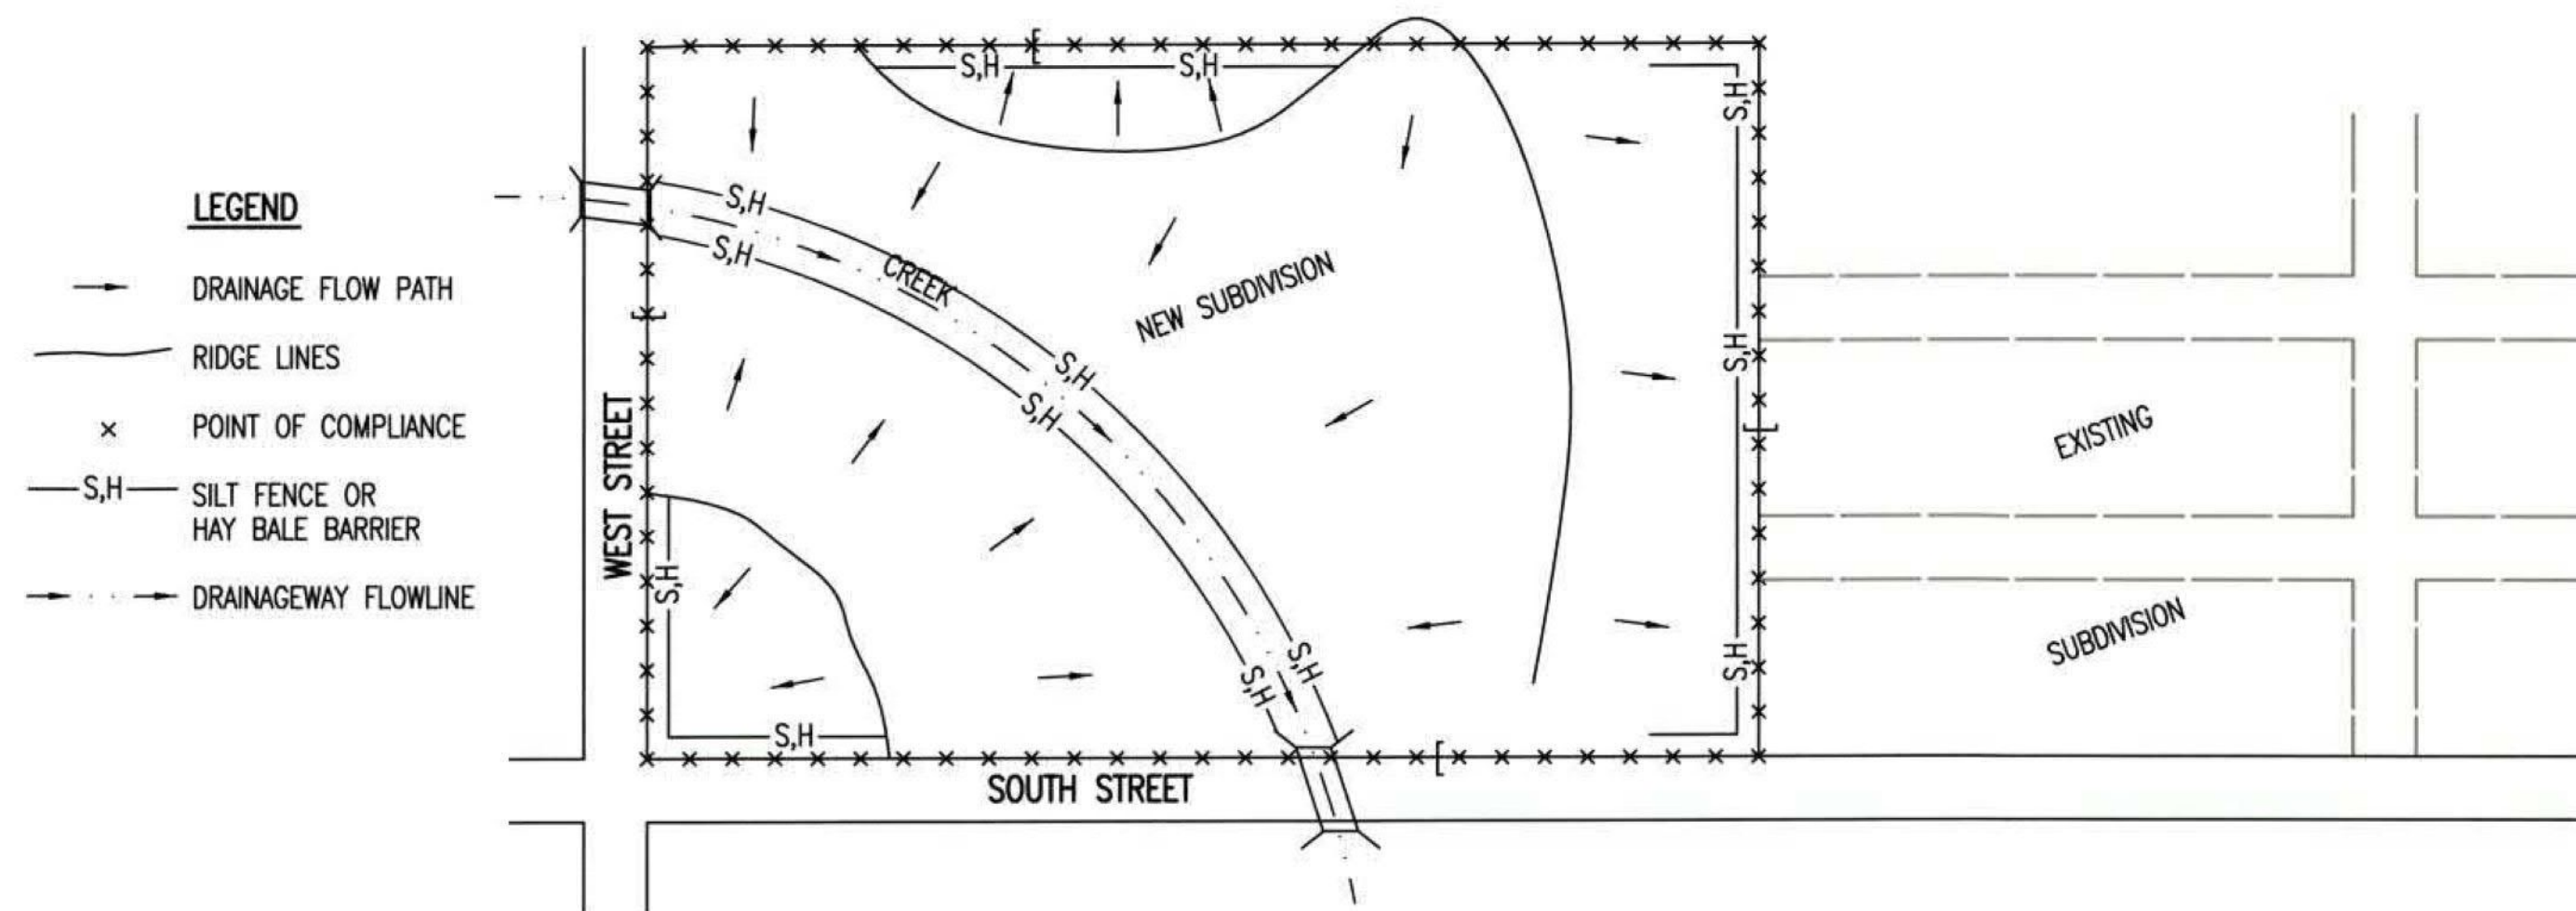 LEGEND
DRAINAGE FLOW PATH
RIDGE LINES
POINT OF COMPLIANCE
S,H
SILT FENCE OR
HAY BALE BARRIER
DRAINAGEWAY FLOWLINE
S,H
S,H
S,H
S,H
S,H
CREEK
NEW SUBDIVISION
S,H
S,H
S,H
WEST STREET
EXISTING
S,H
SUBDIVISION
S,H
S,H
S,H
S,H
SOUTH STREET